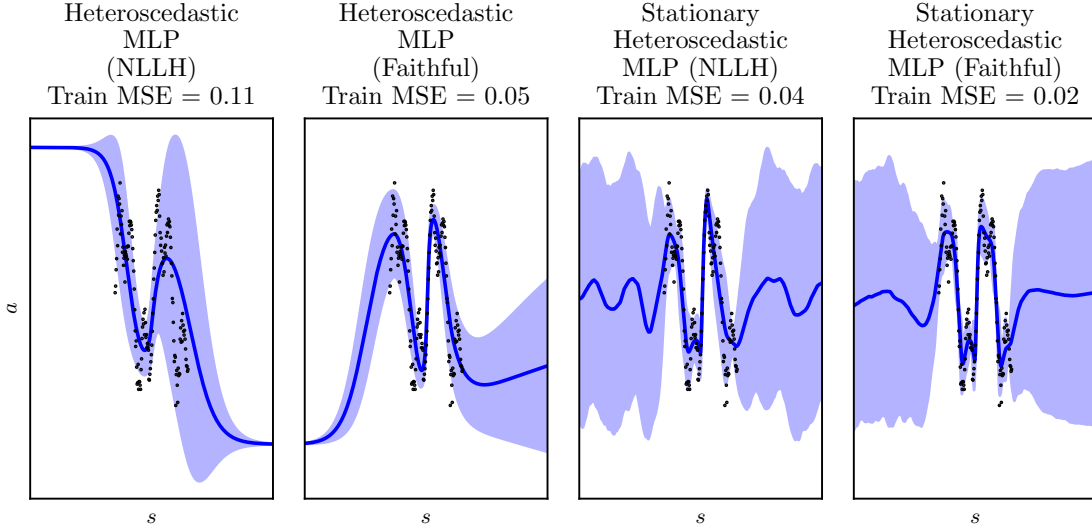 Heteroscedastic
MLP
(NLLH)
Train MSE = 0.11
Heteroscedastic
MLP
(Faithful)
Train MSE = 0.05
Stationary
Heteroscedastic
MLP (NLLH)
Train MSE = 0.04
Stationary
Heteroscedastic
MLP (Faithful)
Train MSE = 0.02
a
s
s
s
s